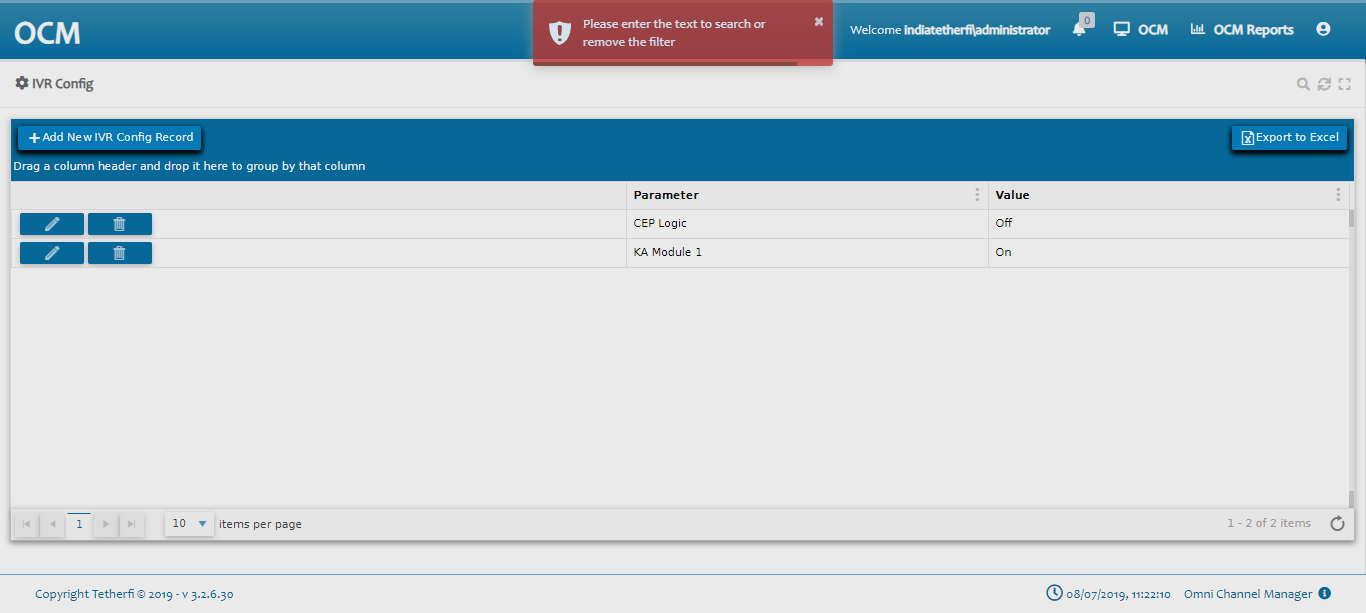 OCM
Please enter the text to search or
remove the filter
Welcome indiatetherfi\administrator
0
OCM
OCM Reports
IVR Config
Add New IVR Config Record
Export to Excel
Drag a column header and drop it here to group by that column
Parameter Value
CEP Logic Off
KA Module 1 On
1
10 items per page
1 - 2 of 2 items
Copyright Tetherfi © 2019 - v 3.2.6.30
08/07/2019, 11:22:10 Omni Channel Manager